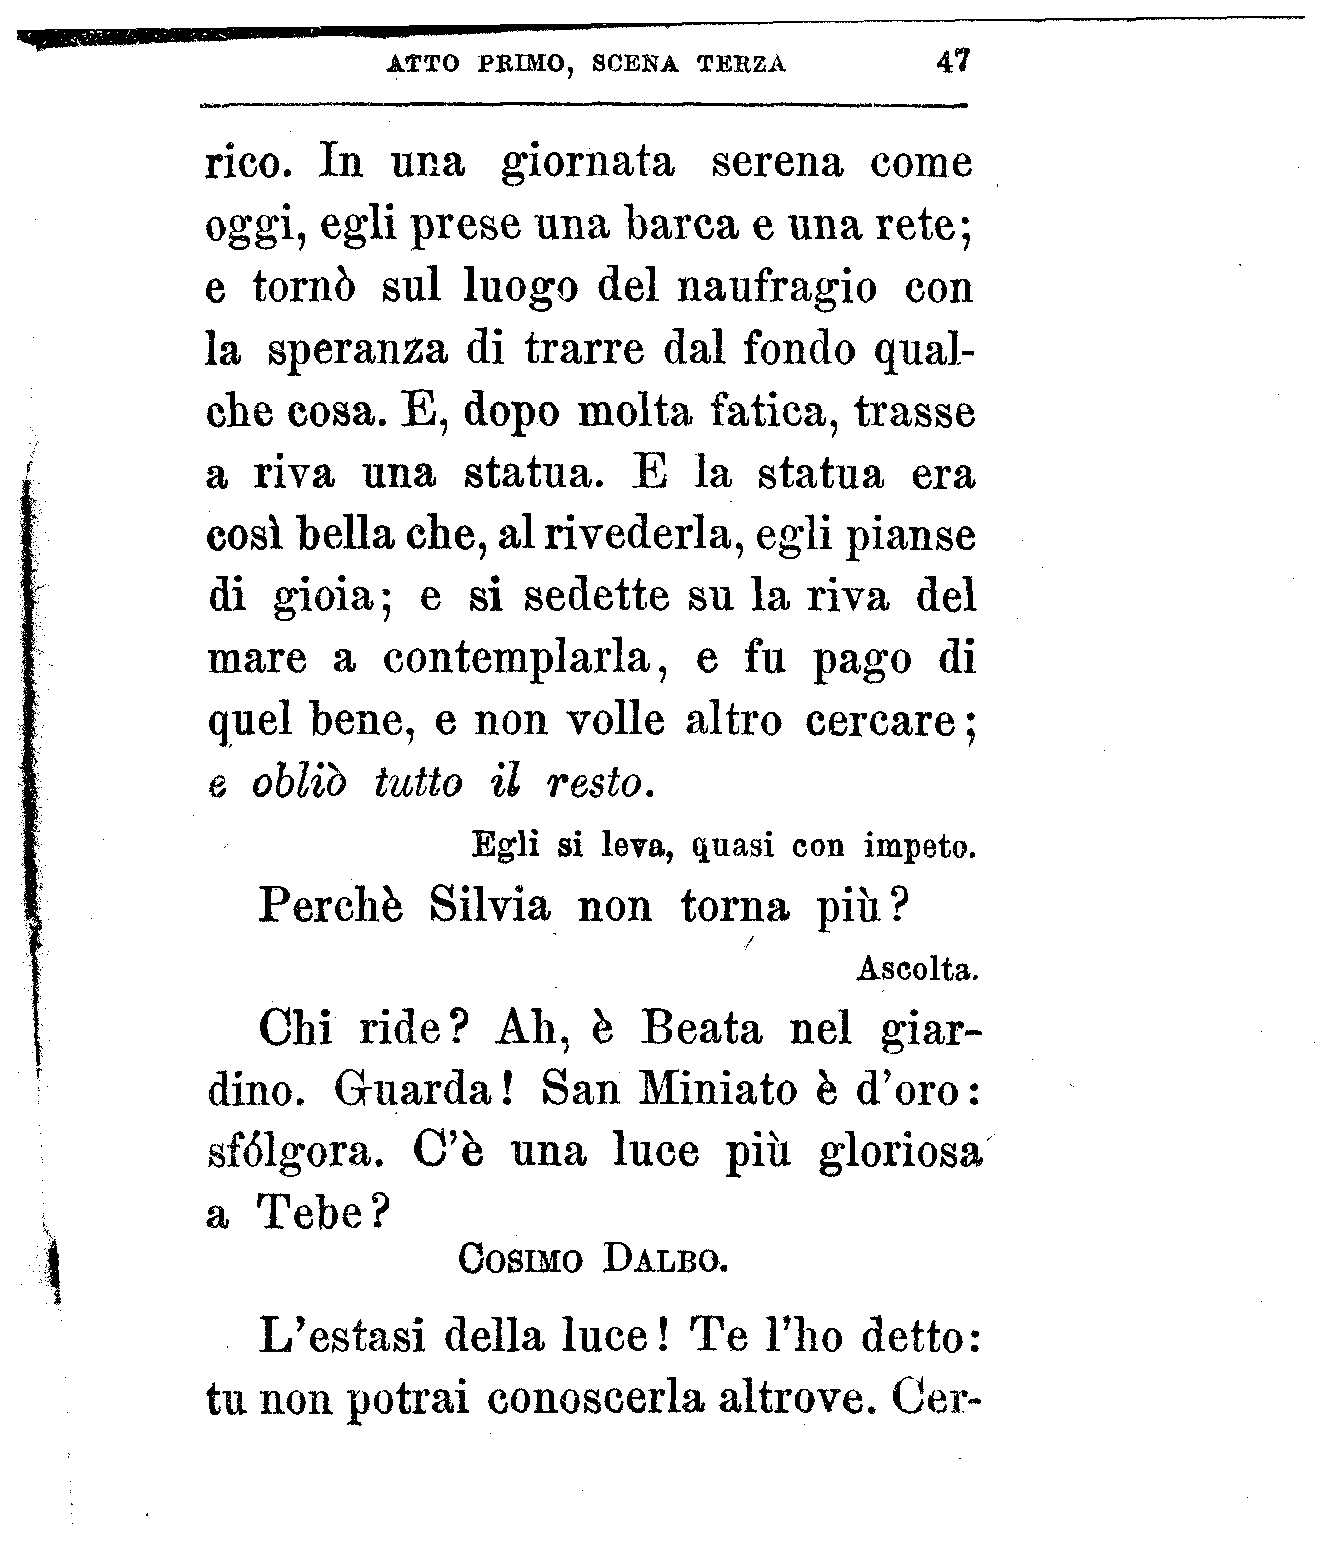 ATTO PRIMO, SCENA TERZA 47
rico. In una giornata serena come
oggi, egli prese una barca e una rete;
e tornò sul luogo del naufragio con
la speranza di trarre dal fondo qual-
che cosa. E, dopo molta fatica, trasse
a riva una statua. E la statua era
così bella che, al rivederla, egli pianse
di gioia; e si sedette su la riva del
mare a contemplarla, e fu pago di
quel bene, e non volle altro cercare;
e obliò tutto il resto.
Egli si leva, quasi con impeto.
Perchè Silvia non torna più?
Ascolta.
Chi ride? Ah, è Beata nel giar-
dino. Guarda! San Miniato è d'oro:
sfólgora. C'è una luce più gloriosa
a Tebe?
COSIMO DALBO.
L'estasi della luce! Te l'ho detto:
tu non potrai conoscerla altrove. Cer-